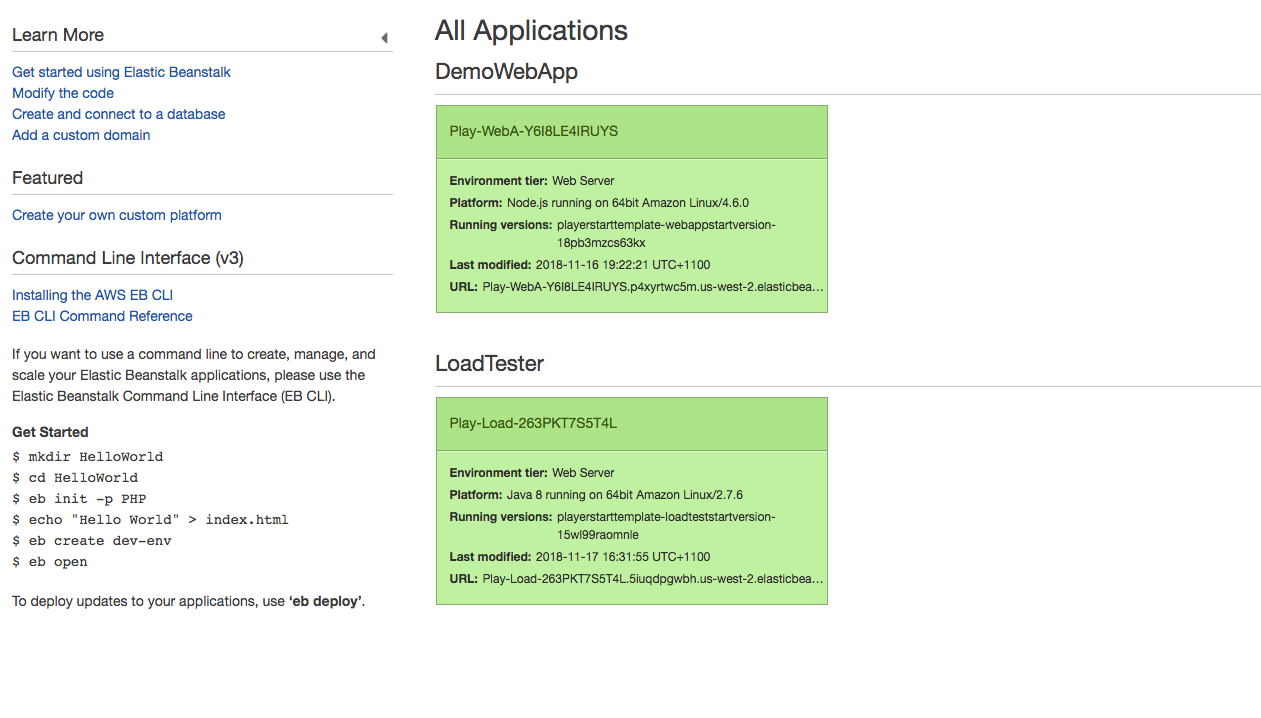 Learn More
Get started using Elastic Beanstalk
Modify the code
Create and connect to a database
Add a custom domain
Featured
Create your own custom platform
Command Line Interface (v3)
Installing the AWS EB CLI
EB CLI Command Reference
If you want to use a command line to create, manage, and
scale your Elastic Beanstalk applications, please use the
Elastic Beanstalk Command Line Interface (EB CLI).
Get Started
$ mkdir HelloWorld
$ cd HelloWorld
$ eb init -p PHP
$ echo "Hello World" > index.html
$ eb create dev-env
$ eb open
To deploy updates to your applications, use ‘eb deploy’.
All Applications
DemoWebApp
Play-WebA-Y6I8LE4IRUYS
Environment tier: Web Server
Platform: Node.js running on 64bit Amazon Linux/4.6.0
Running versions: playerstarttemplate-webappstartversion-
18pb3mzcs63kx
Last modified: 2018-11-16 19:22:21 UTC+1100
URL: Play-WebA-Y6I8LE4IRUYS.p4xyrtwc5m.us-west-2.elasticbea...
LoadTester
Play-Load-263PKT7S5T4L
Environment tier: Web Server
Platform: Java 8 running on 64bit Amazon Linux/2.7.6
Running versions: playerstarttemplate-loadteststartversion-
15wl99raomnle
Last modified: 2018-11-17 16:31:55 UTC+1100
URL: Play-Load-263PKT7S5T4L.5iuqdpgwbh.us-west-2.elasticbea...